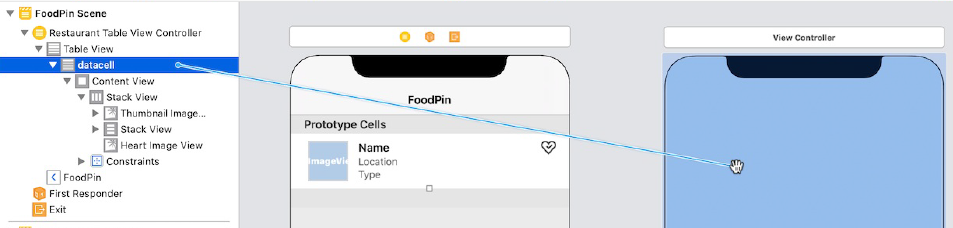 FoodPin Scene
Restaurant Table View Controller
Table View
datacell
Content View
Stack View
Thumbnail Image...
Stack View
Heart Image View
Constraints
FoodPin
First Responder
Exit
FoodPin
Prototype Cells
ImageView
Name
Location
Type
View Controller